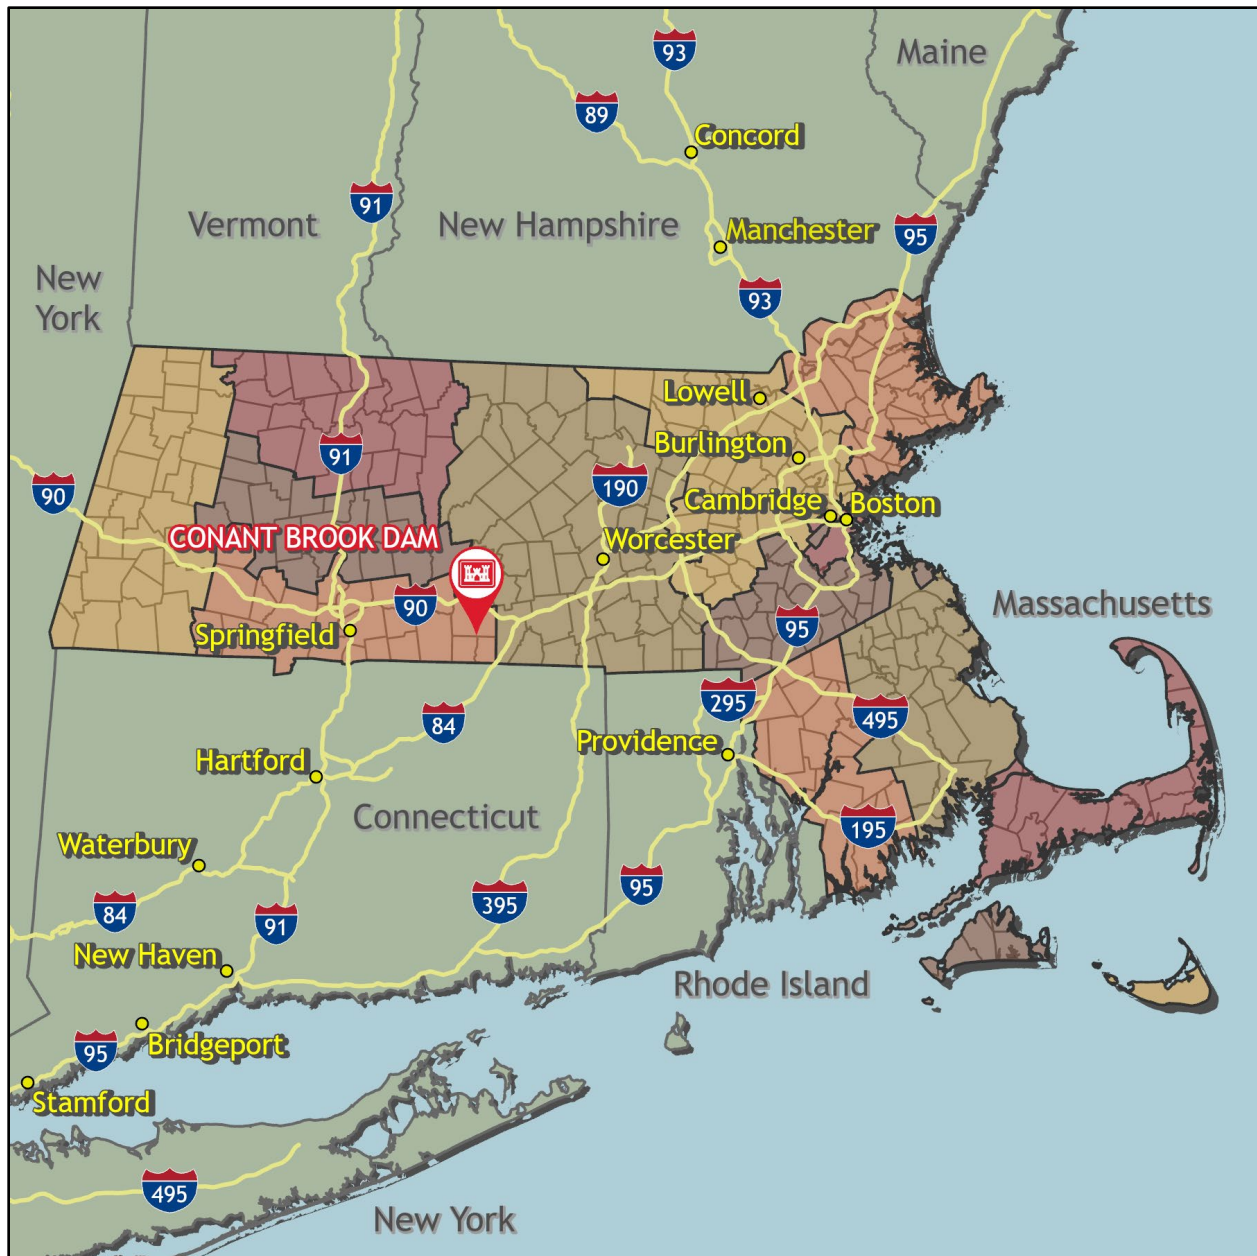 93
Maine
89
Concord
91
Vermont
New Hampshire
Manchester
95
New
York
93
Lowell
91
Burlington
90
190
Cambridge
Boston
CONANT BROOK DAM
Worcester
90
Massachusetts
Springfield
95
295
495
84
Providence
Hartford
Connecticut
195
Waterbury
95
395
84
91
New Haven
Rhode Island
95
Bridgeport
Stamford
495
New York